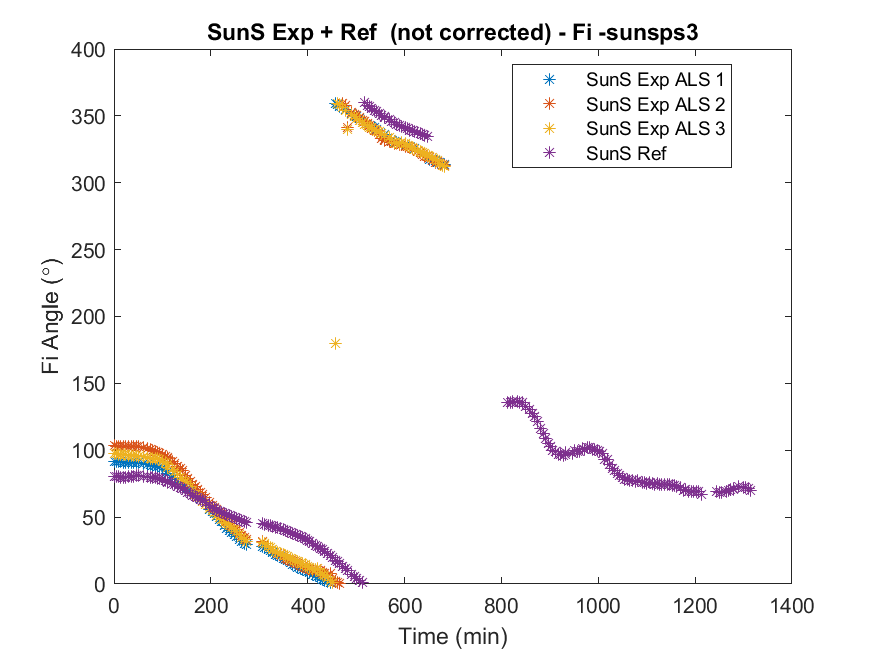 SunS Exp + Ref  (not corrected) - Fi -sunsps3
400
350
300
250
200
150
100
50
0
Fi Angle (°)
SunS Exp ALS 1
SunS Exp ALS 2
SunS Exp ALS 3
SunS Ref
0 200 400 600 800 1000 1200 1400
Time (min)